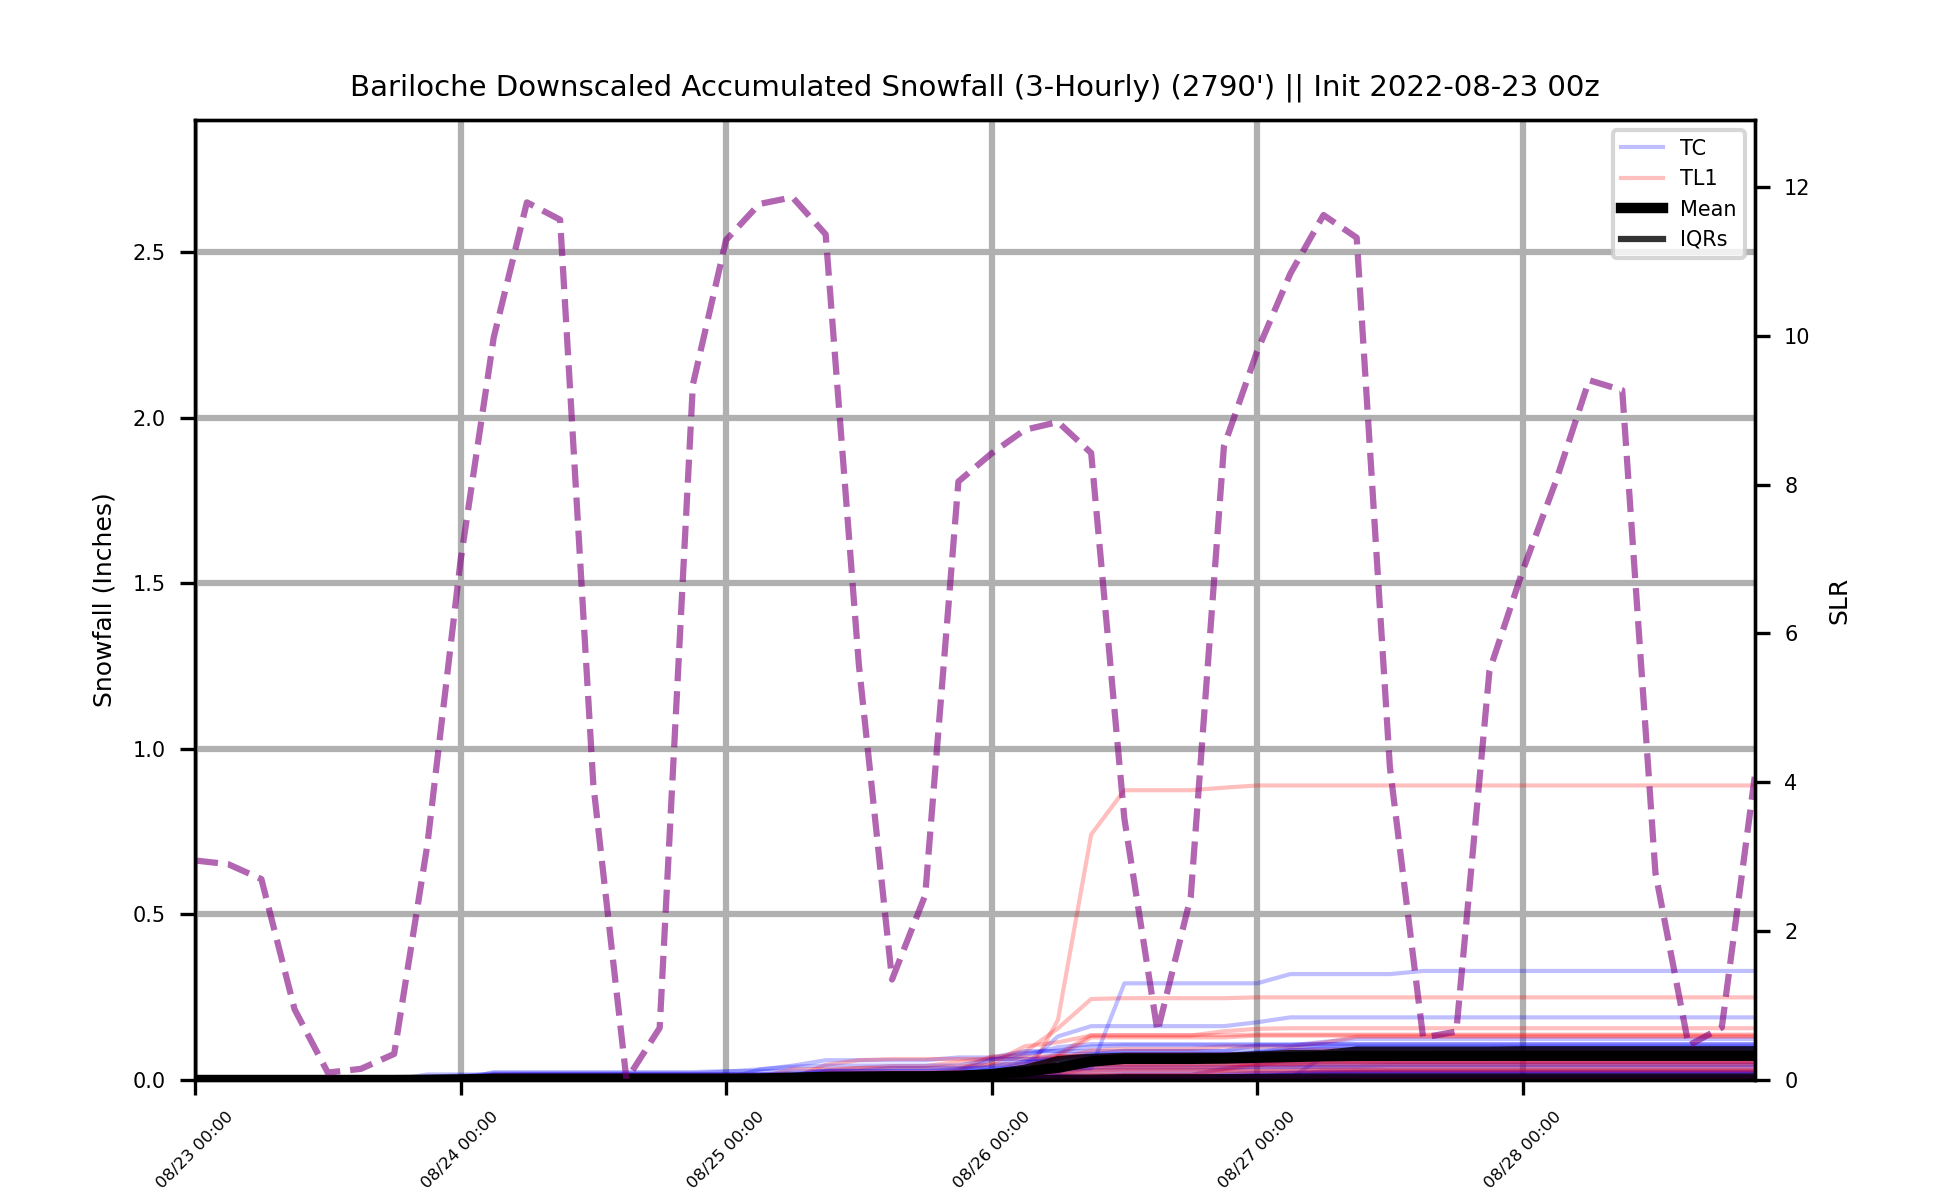 Bariloche Downscaled Accumulated Snowfall (3-Hourly) (2790') || Init 2022-08-23 00z
TC
TL1
Mean
IQRs
Snowfall (Inches)
2.5
2.0
1.5
1.0
0.5
0.0
12
10
8
6
4
2
0
SLR
08/23 00:00
08/24 00:00
08/25 00:00
08/26 00:00
08/27 00:00
08/28 00:00